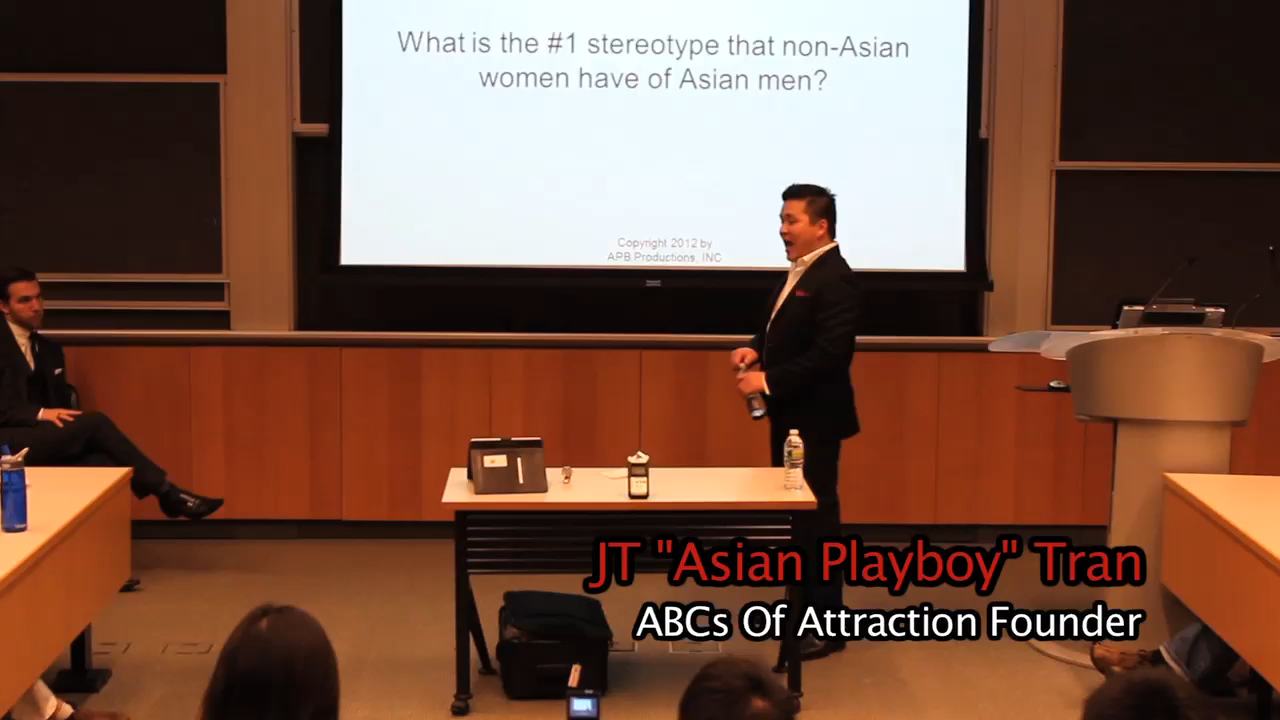 What is the #1 stereotype that non-Asian
women have of Asian men?
Copyright 2012 by
APB Productions, INC
JT "Asian Playboy" Tran
ABCs Of Attraction Founder